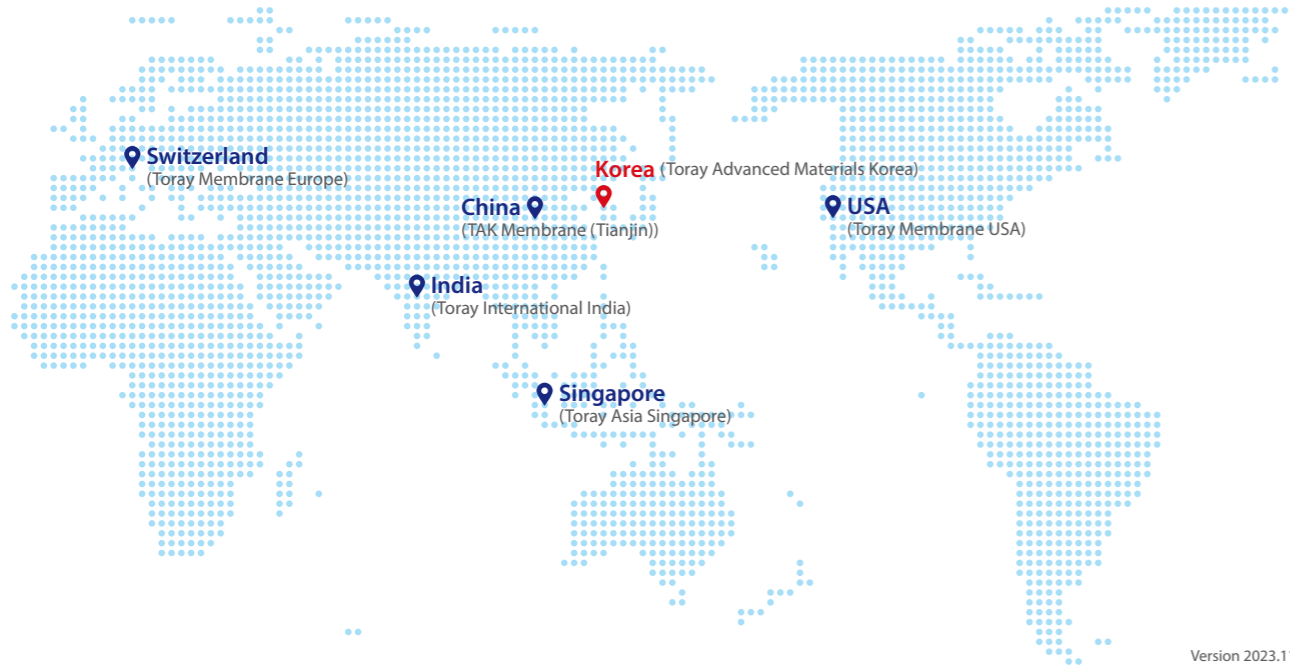 Switzerland
(Toray Membrane Europe)
Korea (Toray Advanced Materials Korea)
China
(TAK Membrane (Tianjin))
USA
(Toray Membrane USA)
India
(Toray International India)
Singapore
(Toray Asia Singapore)
Version 2023.11